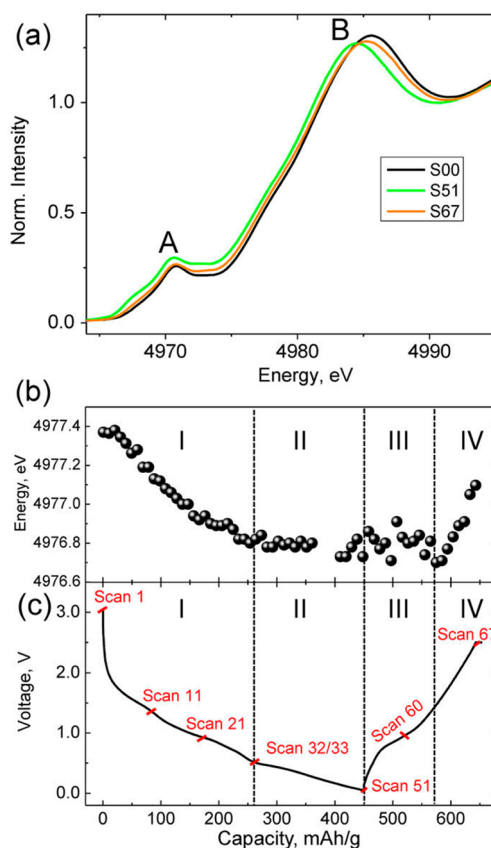 (a)
B
A
S00
S51
S67
Norm. Intensity
1.0
0.5
0.0
4970
4980
4990
Energy, eV
(b)
4977.4
4977.2
4977.0
4976.8
4976.6
Energy, eV
I
II
III
IV
(c)
3.0
2.0
1.0
0.0
Voltage, V
Scan 1
I
II
III
IV
Scan 67
Scan 11
Scan 21
Scan 32/33
Scan 60
Scan 51
0
100
200
300
400
500
600
Capacity, mAh/g